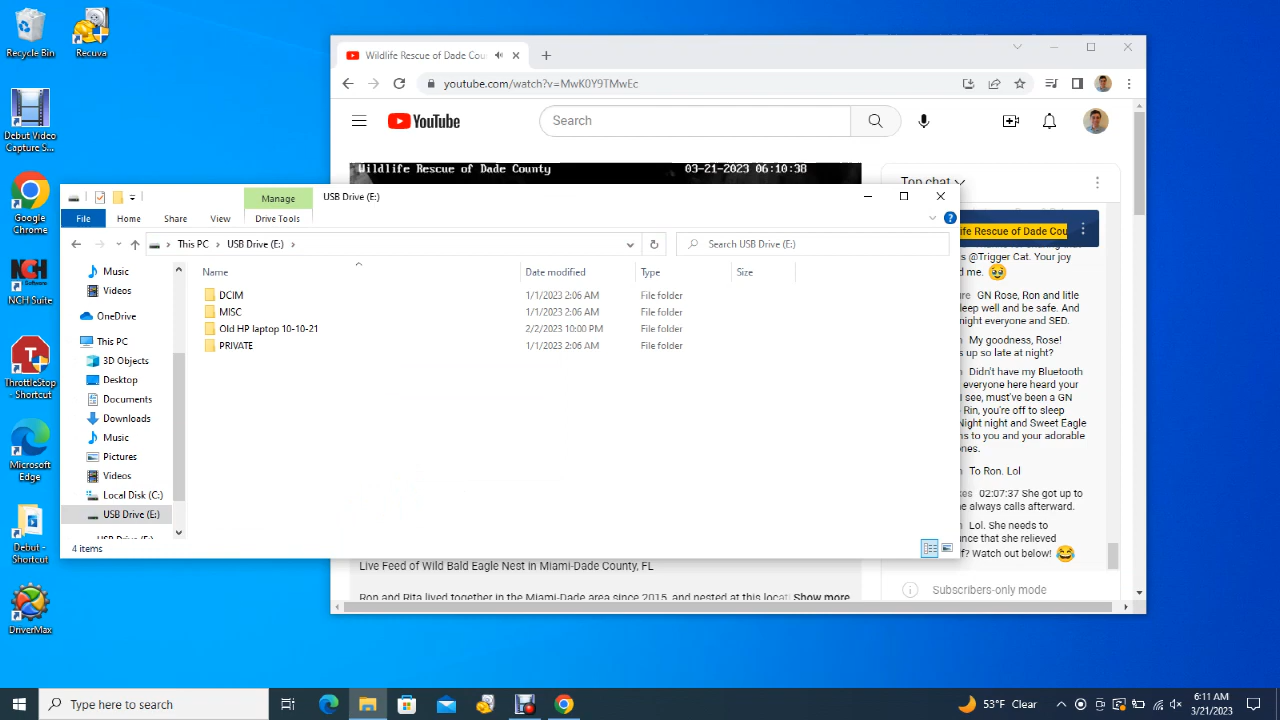 Recycle Bin
Recuva
Debut Video
Capture S...
Google
Chrome
NCH Suite
ThrottleStop
- Shortcut
Microsoft
Edge
Debut -
Shortcut
DriverMax
Wildlife Rescue of Dade Cou
youtube.com/watch?v=MwK0Y9TMwEc
YouTube
Search
Wildlife Rescue of Dade County 03-21-2023 06:10:38
Top chat
Manage USB Drive (E:)
File Home Share View Drive Tools
This PC USB Drive (E:)
Search USB Drive (E:)
Music
Videos
OneDrive
This PC
3D Objects
Desktop
Documents
Downloads
Music
Pictures
Videos
Local Disk (C:)
USB Drive (E:)
USB Drive (E:)
Name Date modified Type Size
DCIM 1/1/2023 2:06 AM File folder
MISC 1/1/2023 2:06 AM File folder
Old HP laptop 10-10-21 2/2/2023 10:00 PM File folder
PRIVATE 1/1/2023 2:06 AM File folder
4 items
ife Rescue of Dade Cou
s @Trigger Cat. Your joy
d me. 🥹
GN Rose, Ron and litle
eep well and be safe. And
night everyone and SED.
My goodness, Rose!
s up so late at night?
Didn't have my Bluetooth
everyone here heard your
I see, must've been a GN
Rin, you're off to sleep
Night night and Sweet Eagle
ms to you and your adorable
ones.
To Ron. Lol
kes 02:07:37 She got up to
he always calls afterward.
Lol. She needs to
unce that she relieved
f? Watch out below! 😂
Subscribers-only mode
Live Feed of Wild Bald Eagle Nest in Miami-Dade County, FL
Ron and Rita lived together in the Miami-Dade area since 2015, and nested at this locati Show more
Type here to search
53°F Clear
6:11 AM
3/21/2023